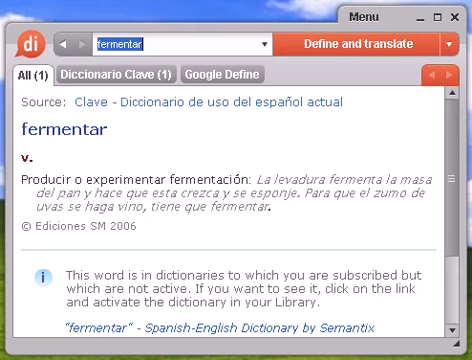 Menu
di
fermentar
Define and translate
All (1)
Diccionario Clave (1)
Google Define
Source: Clave - Diccionario de uso del español actual
fermentar
v.
Producir o experimentar fermentación: La levadura fermenta la masa
del pan y hace que esta crezca y se esponje. Para que el zumo de
uvas se haga vino, tiene que fermentar.
© Ediciones SM 2006
i
This word is in dictionaries to which you are subscribed but
which are not active. If you want to see it, click on the link
and activate the dictionary in your Library.
"fermentar" - Spanish-English Dictionary by Semantix